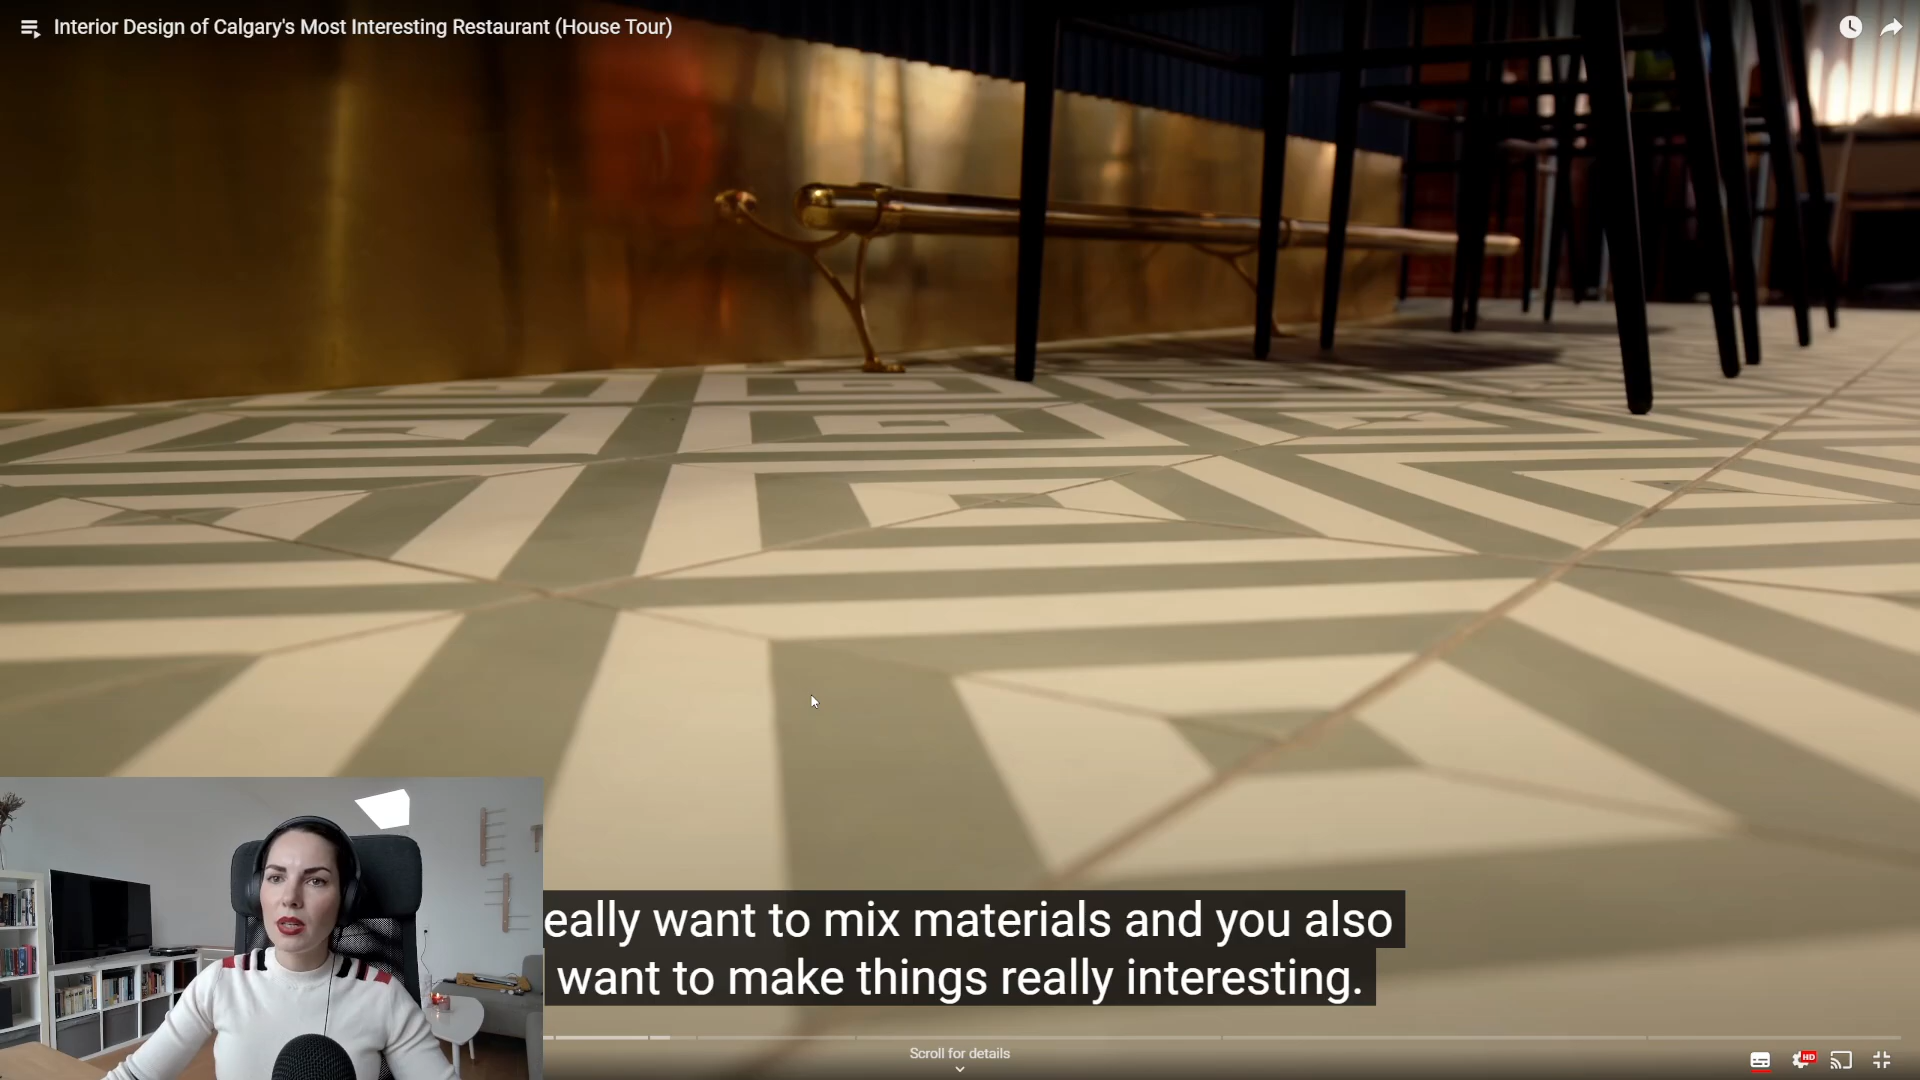 Interior Design of Calgary's Most Interesting Restaurant (House Tour)
eally want to mix materials and you also
want to make things really interesting.
Scroll for details
HD